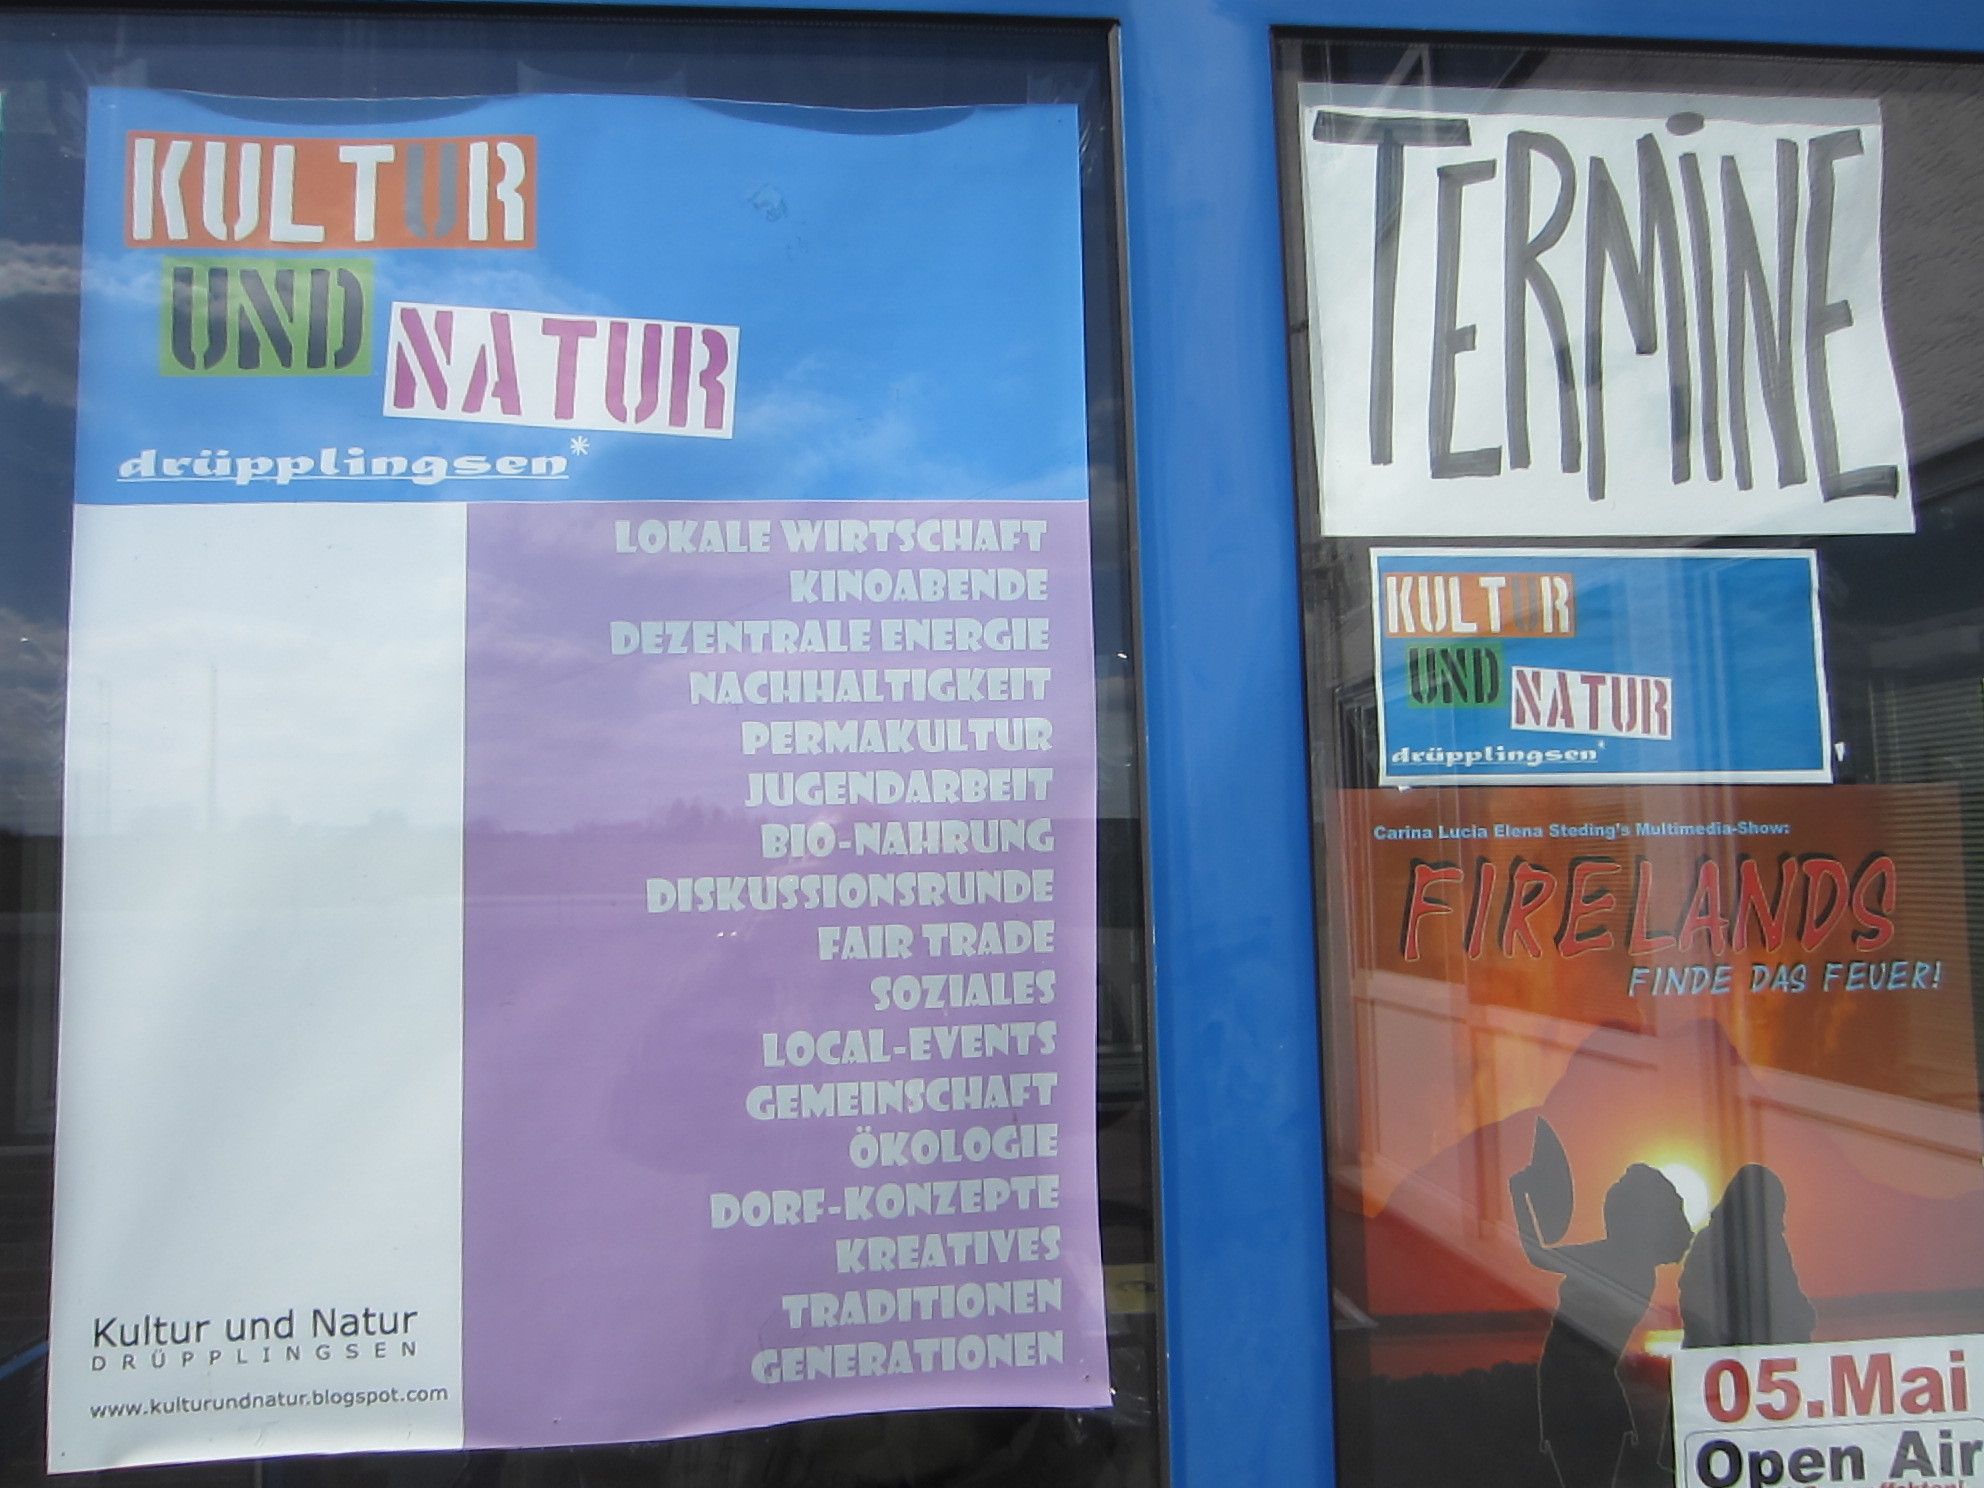 KULTUR
UND
NATUR
drüpplingsen*
LOKALE WIRTSCHAFT
KINOABENDE
DEZENTRALE ENERGIE
NACHHALTIGKEIT
PERMAKULTUR
JUGENDARBEIT
BIO-NAHRUNG
DISKUSSIONSRUNDE
FAIR TRADE
SOZIALES
LOCAL-EVENTS
GEMEINSCHAFT
ÖKOLOGIE
DORF-KONZEPTE
KREATIVES
TRADITIONEN
GENERATIONEN
Kultur und Natur
DRÜPPLINGSEN
www.kulturundnatur.blogspot.com
TERMiNE
KULTUR
UND
NATUR
drüpplingsen*
Carina Lucia Elena Steding's Multimedia-Show:
FIRELANDS
FINDE DAS FEUER!
05.Mai
Open Air